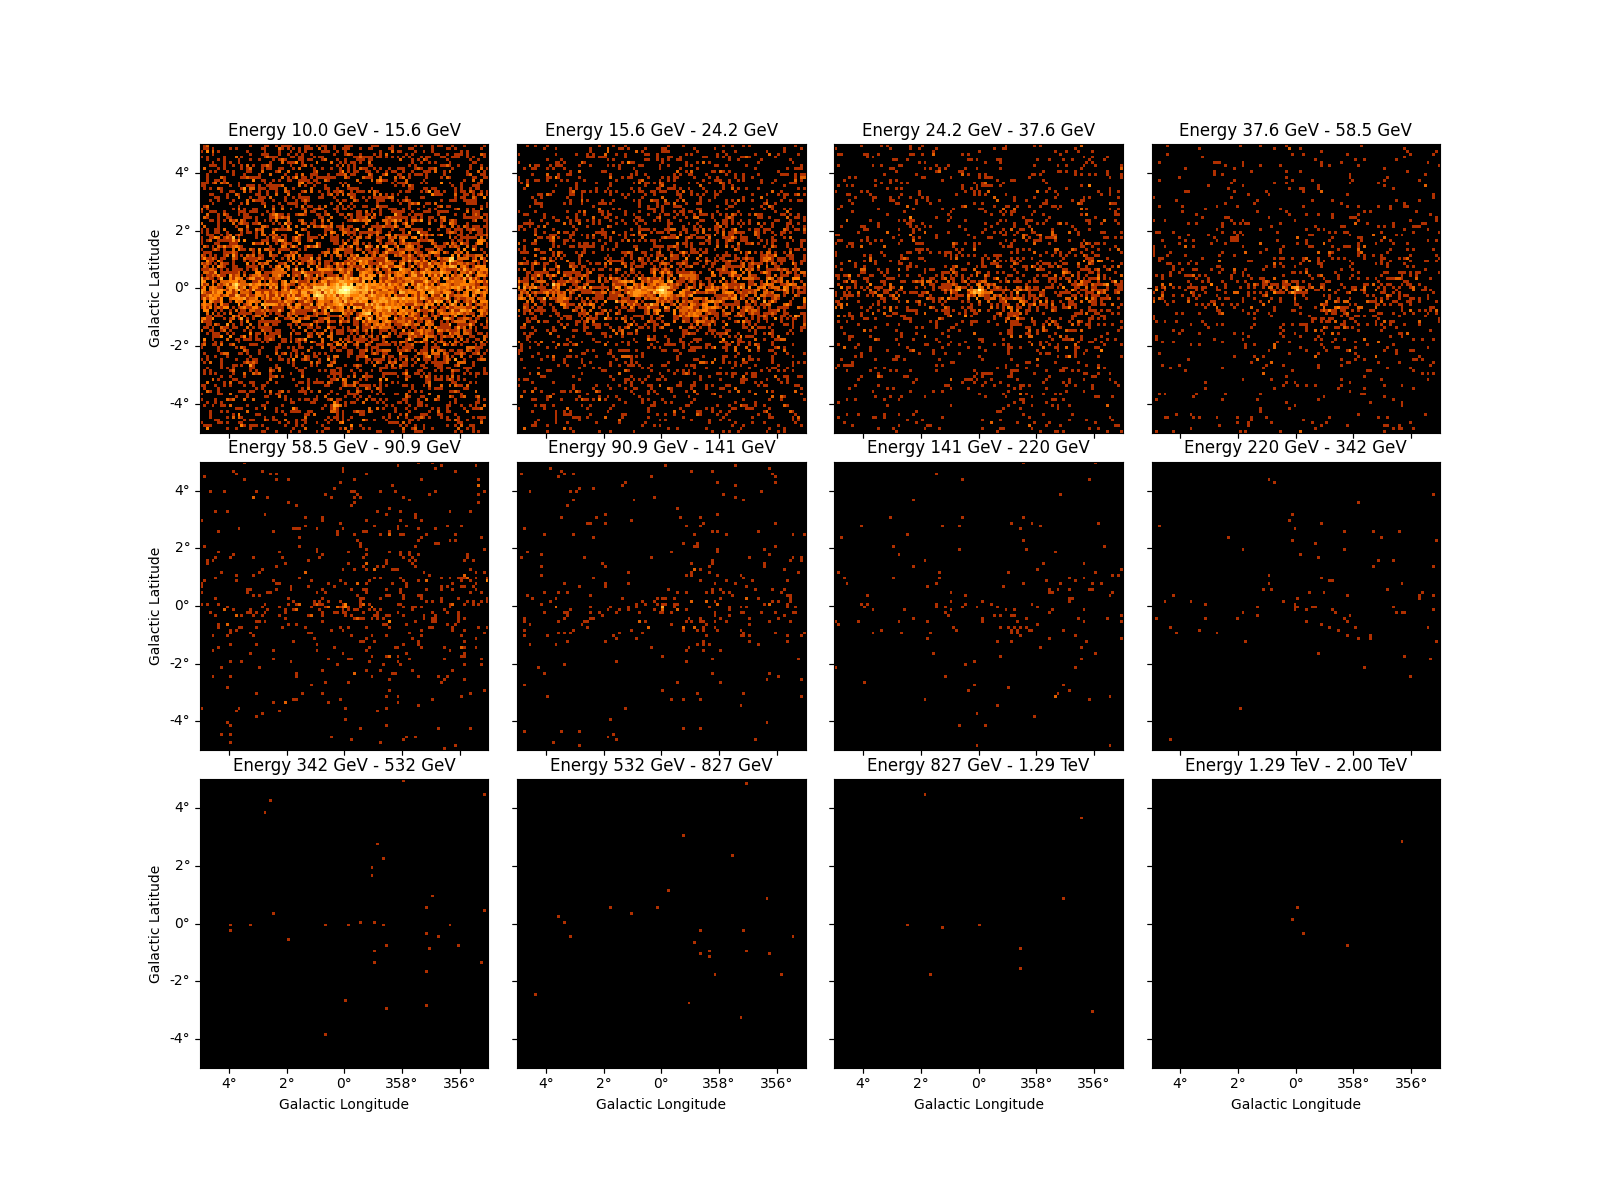 Energy 10.0 GeV - 15.6 GeV
Energy 15.6 GeV - 24.2 GeV
Energy 24.2 GeV - 37.6 GeV
Energy 37.6 GeV - 58.5 GeV
4°
2°
0°
-2°
-4°
Galactic Latitude
Energy 58.5 GeV - 90.9 GeV
Energy 90.9 GeV - 141 GeV
Energy 141 GeV - 220 GeV
Energy 220 GeV - 342 GeV
4°
2°
0°
-2°
-4°
Galactic Latitude
Energy 342 GeV - 532 GeV
Energy 532 GeV - 827 GeV
Energy 827 GeV - 1.29 TeV
Energy 1.29 TeV - 2.00 TeV
4°
2°
0°
-2°
-4°
Galactic Latitude
4° 2° 0° 358° 356°
4° 2° 0° 358° 356°
4° 2° 0° 358° 356°
4° 2° 0° 358° 356°
Galactic Longitude
Galactic Longitude
Galactic Longitude
Galactic Longitude